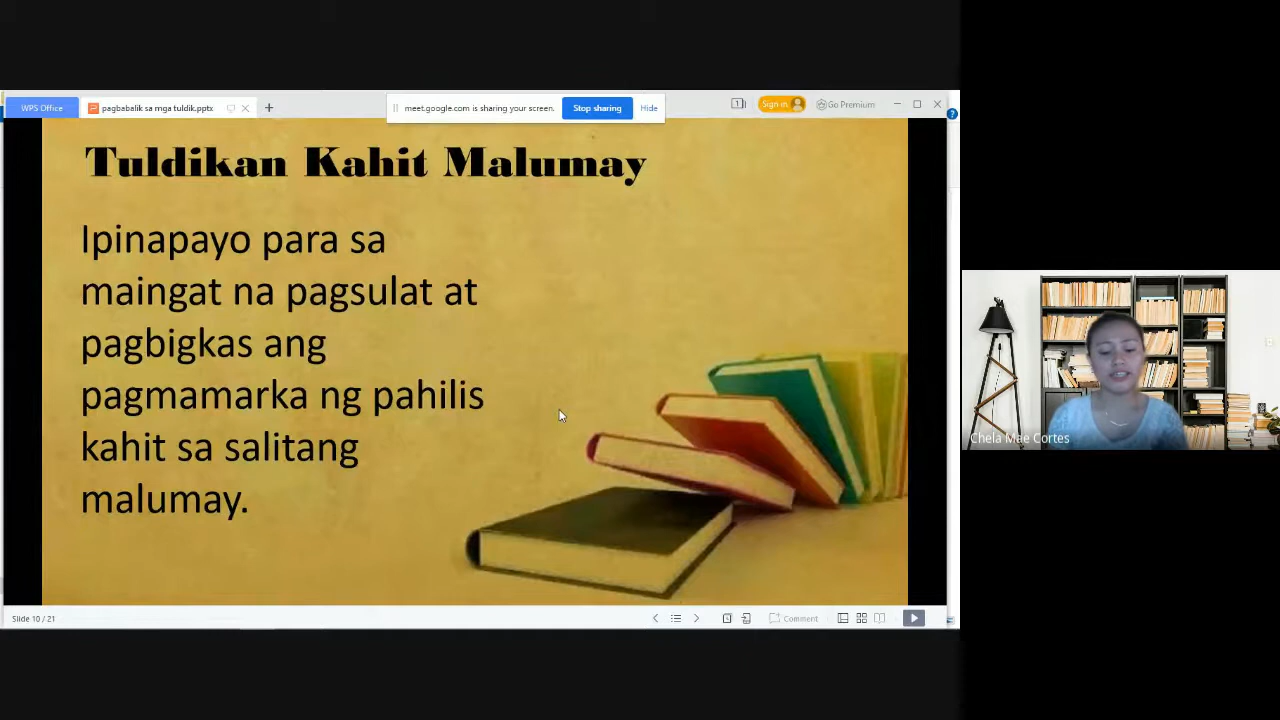 WPS Office
pagbabalik sa mga tuldik.pptx
meet.google.com is sharing your screen.
Stop sharing
Hide
1
Sign in
Go Premium
Tuldikan Kahit Malumay
Ipinapayo para sa
maingat na pagsulat at
pagbigkas ang
pagmamarka ng pahilis
kahit sa salitang
malumay.
Chela Mae Cortes
Slide 10 / 21
Comment